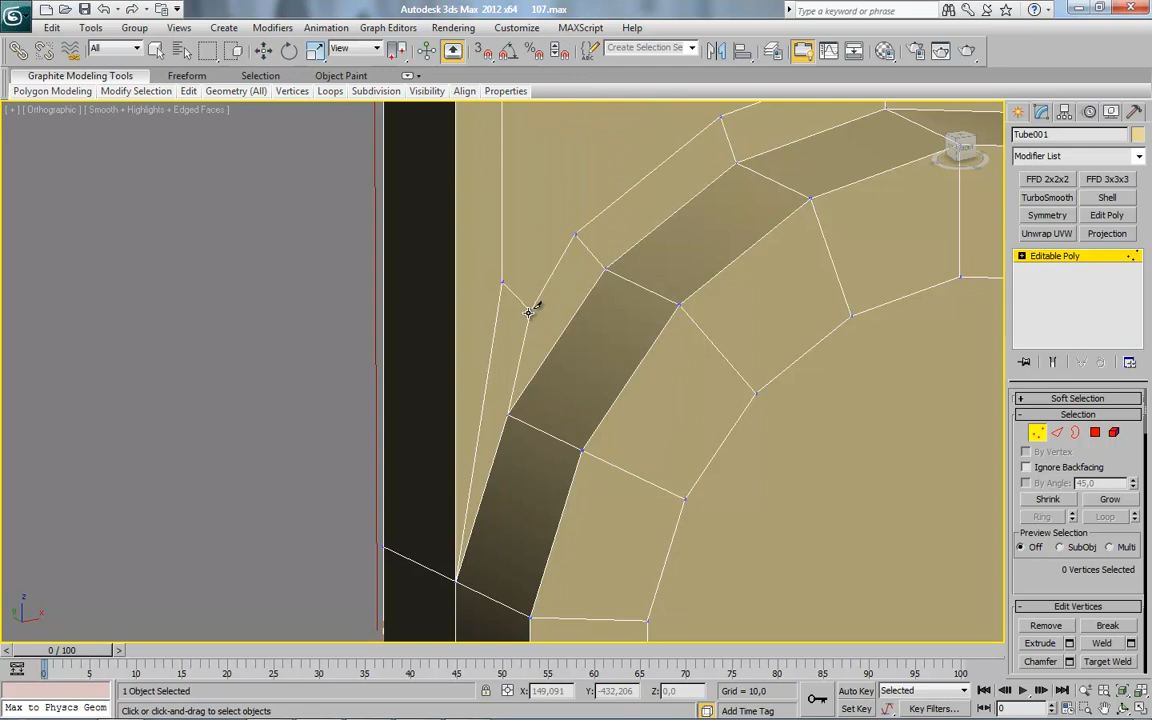 Autodesk 3ds Max 2012 x64    107.max
Type a keyword or phrase
Edit Tools Group Views Create Modifiers Animation Graph Editors Rendering Customize MAXScript Help
All View Create Selection Se
Graphite Modeling Tools Freeform Selection Object Paint
Polygon Modeling Modify Selection Edit Geometry (All) Vertices Loops Subdivision Visibility Align Properties
[ + ] [ Orthographic ] [ Smooth + Highlights + Edged Faces ]
Tube001
Modifier List
FFD 2x2x2 FFD 3x3x3
TurboSmooth Shell
Symmetry Edit Poly
Unwrap UVW Projection
Editable Poly
+ Soft Selection
- Selection
By Vertex
Ignore Backfacing
By Angle: 45,0
Shrink Grow
Ring Loop
Preview Selection
Off SubObj Multi
0 Vertices Selected
- Edit Vertices
Remove Break
Extrude Weld
Chamfer Target Weld
z
x
0 / 100
0 5 10 15 20 25 30 35 40 45 50 55 60 65 70 75 80 85 90 95 100
1 Object Selected X: 149,091 Y: -432,206 Z: 0,0 Grid = 10,0 Auto Key Selected
Max to Physcs Geom Click or click-and-drag to select objects Add Time Tag Set Key Key Filters... 0